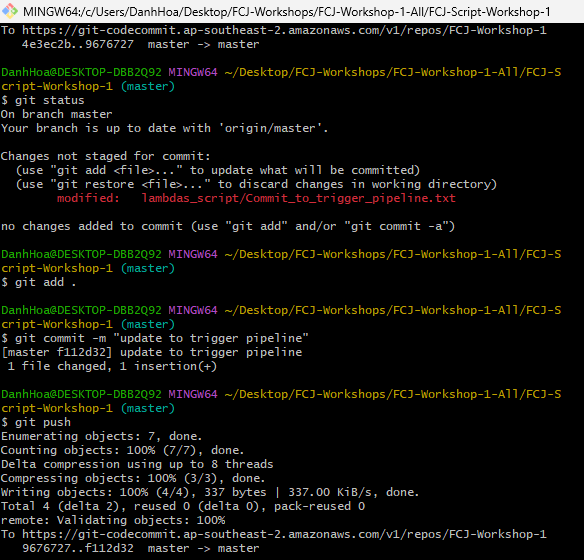 MINGW64:/c/Users/DanhHoa/Desktop/FCJ-Workshops/FCJ-Workshop-1-All/FCJ-Script-Workshop-1
To https://git-codecommit.ap-southeast-2.amazonaws.com/v1/repos/FCJ-Workshop-1
   4e3ec2b..9676727  master -> master
DanhHoa@DESKTOP-DBB2Q92 MINGW64 ~/Desktop/FCJ-Workshops/FCJ-Workshop-1-All/FCJ-S
cript-Workshop-1 (master)
$ git status
On branch master
Your branch is up to date with 'origin/master'.
Changes not staged for commit:
  (use "git add <file>..." to update what will be committed)
  (use "git restore <file>..." to discard changes in working directory)
        modified:   lambdas_script/Commit_to_trigger_pipeline.txt
no changes added to commit (use "git add" and/or "git commit -a")
DanhHoa@DESKTOP-DBB2Q92 MINGW64 ~/Desktop/FCJ-Workshops/FCJ-Workshop-1-All/FCJ-S
cript-Workshop-1 (master)
$ git add .
DanhHoa@DESKTOP-DBB2Q92 MINGW64 ~/Desktop/FCJ-Workshops/FCJ-Workshop-1-All/FCJ-S
cript-Workshop-1 (master)
$ git commit -m "update to trigger pipeline"
[master f112d32] update to trigger pipeline
 1 file changed, 1 insertion(+)
DanhHoa@DESKTOP-DBB2Q92 MINGW64 ~/Desktop/FCJ-Workshops/FCJ-Workshop-1-All/FCJ-S
cript-Workshop-1 (master)
$ git push
Enumerating objects: 7, done.
Counting objects: 100% (7/7), done.
Delta compression using up to 8 threads
Compressing objects: 100% (3/3), done.
Writing objects: 100% (4/4), 337 bytes | 337.00 KiB/s, done.
Total 4 (delta 2), reused 0 (delta 0), pack-reused 0
remote: Validating objects: 100%
To https://git-codecommit.ap-southeast-2.amazonaws.com/v1/repos/FCJ-Workshop-1
   9676727..f112d32  master -> master